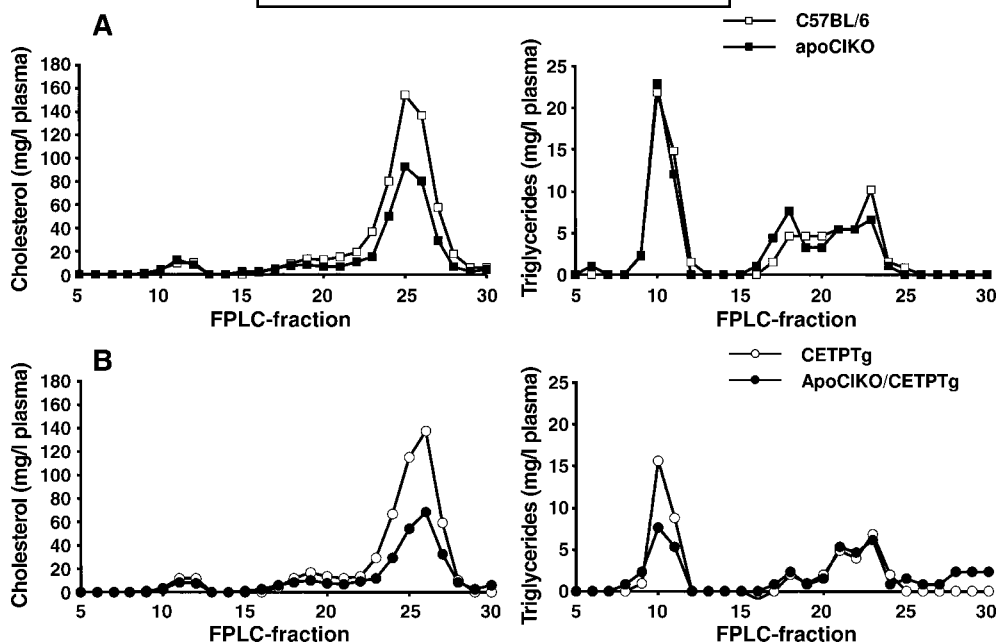 A
C57BL/6
apoCIKO
Cholesterol (mg/l plasma)
180
160
140
120
100
80
60
40
20
0
5 10 15 20 25 30
FPLC-fraction
Triglycerides (mg/l plasma)
25
20
15
10
5
0
5 10 15 20 25 30
FPLC-fraction
B
CETPTg
ApoCIKO/CETPTg
Cholesterol (mg/l plasma)
180
160
140
120
100
80
60
40
20
0
5 10 15 20 25 30
FPLC-fraction
Triglycerides (mg/l plasma)
25
20
15
10
5
0
5 10 15 20 25 30
FPLC-fraction